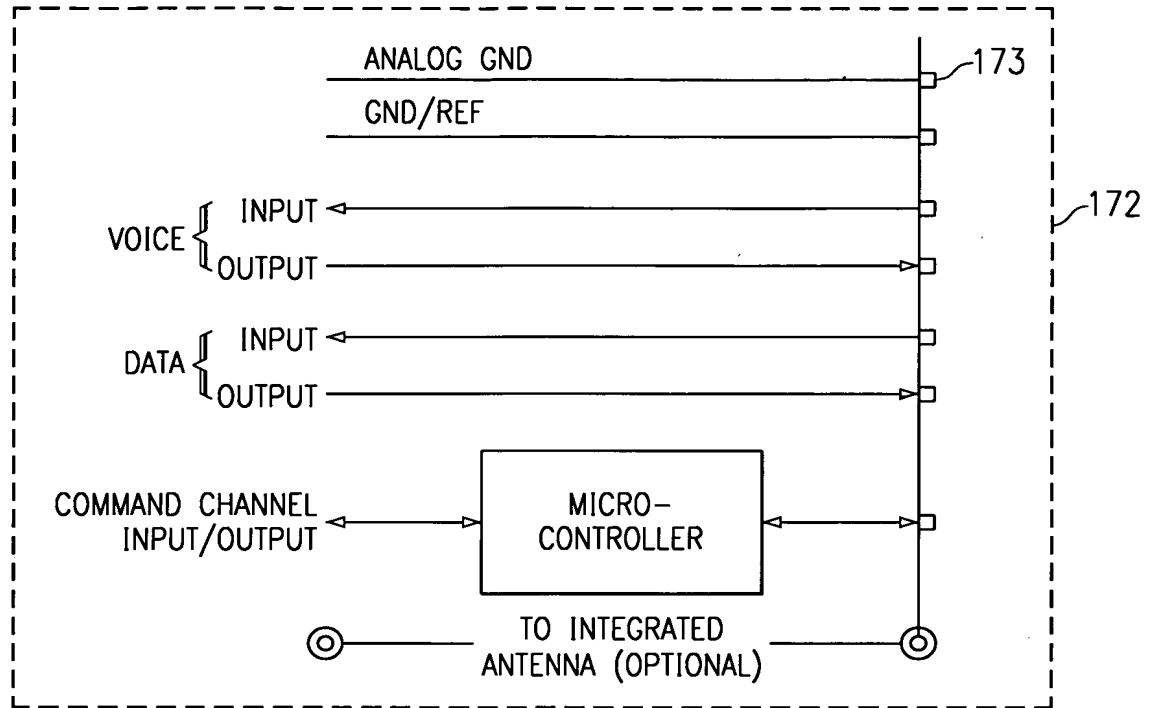 ANALOG GND
173
GND/REF
172
VOICE
INPUT
OUTPUT
DATA
INPUT
OUTPUT
COMMAND CHANNEL
INPUT/OUTPUT
MICRO-
CONTROLLER
TO INTEGRATED
ANTENNA (OPTIONAL)